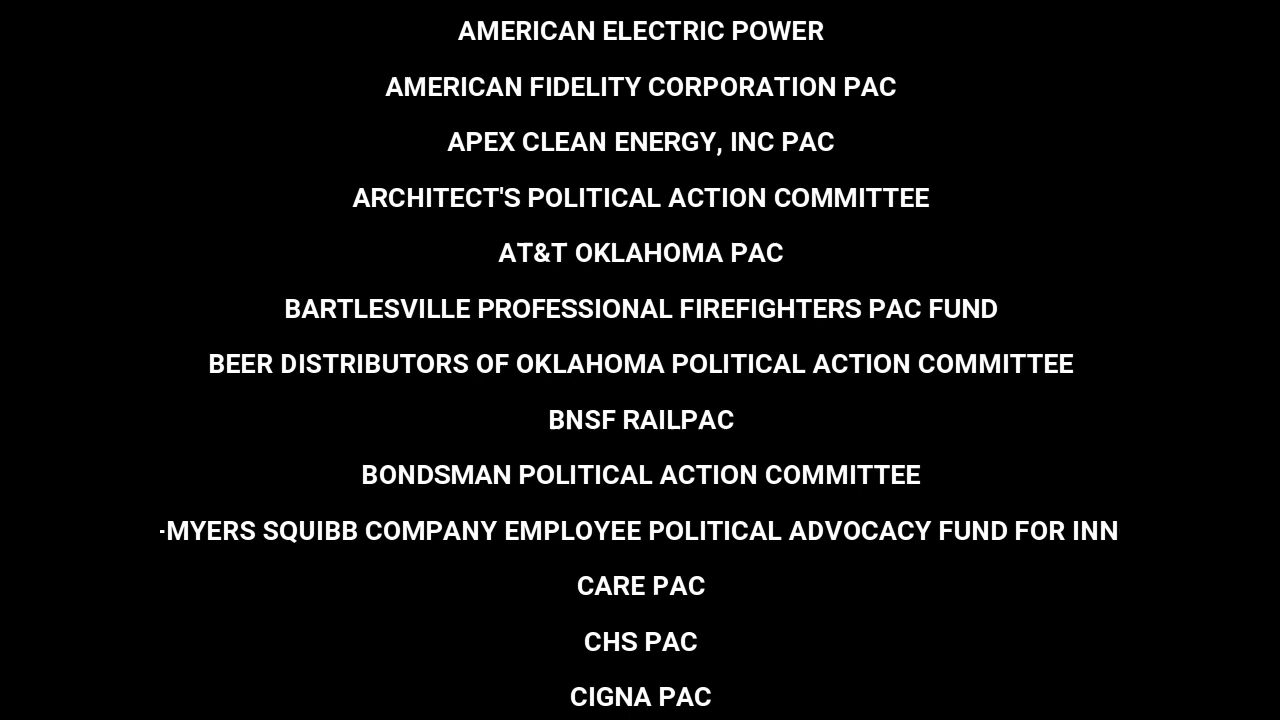 AMERICAN ELECTRIC POWER
AMERICAN FIDELITY CORPORATION PAC
APEX CLEAN ENERGY, INC PAC
ARCHITECT'S POLITICAL ACTION COMMITTEE
AT&T OKLAHOMA PAC
BARTLESVILLE PROFESSIONAL FIREFIGHTERS PAC FUND
BEER DISTRIBUTORS OF OKLAHOMA POLITICAL ACTION COMMITTEE
BNSF RAILPAC
BONDSMAN POLITICAL ACTION COMMITTEE
-MYERS SQUIBB COMPANY EMPLOYEE POLITICAL ADVOCACY FUND FOR INN
CARE PAC
CHS PAC
CIGNA PAC